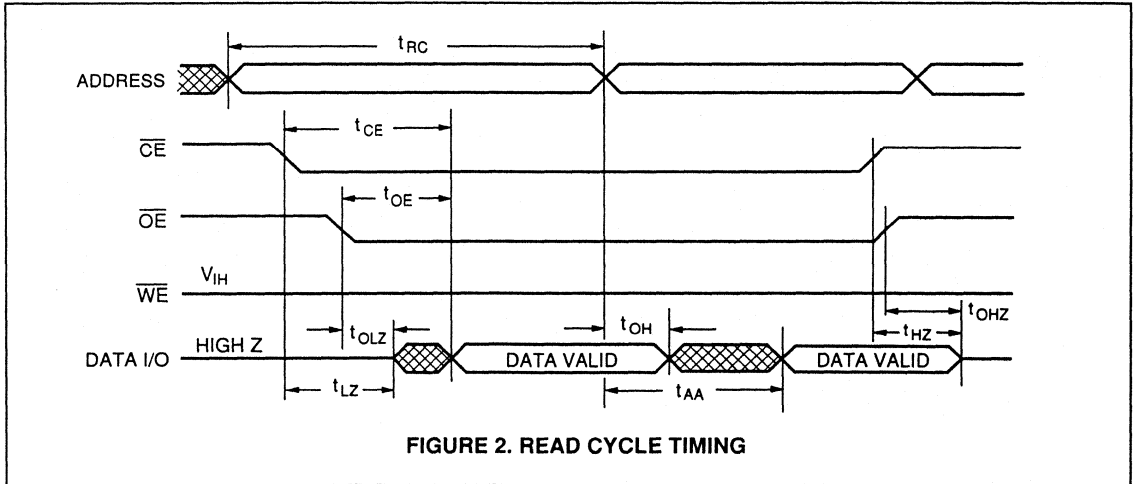 tRC
ADDRESS
tCE
CE
tOE
OE
VIH
WE
tOHZ
tOLZ
tOH
tHZ
HIGH Z
DATA I/O
DATA VALID
DATA VALID
tLZ
tAA
FIGURE 2. READ CYCLE TIMING